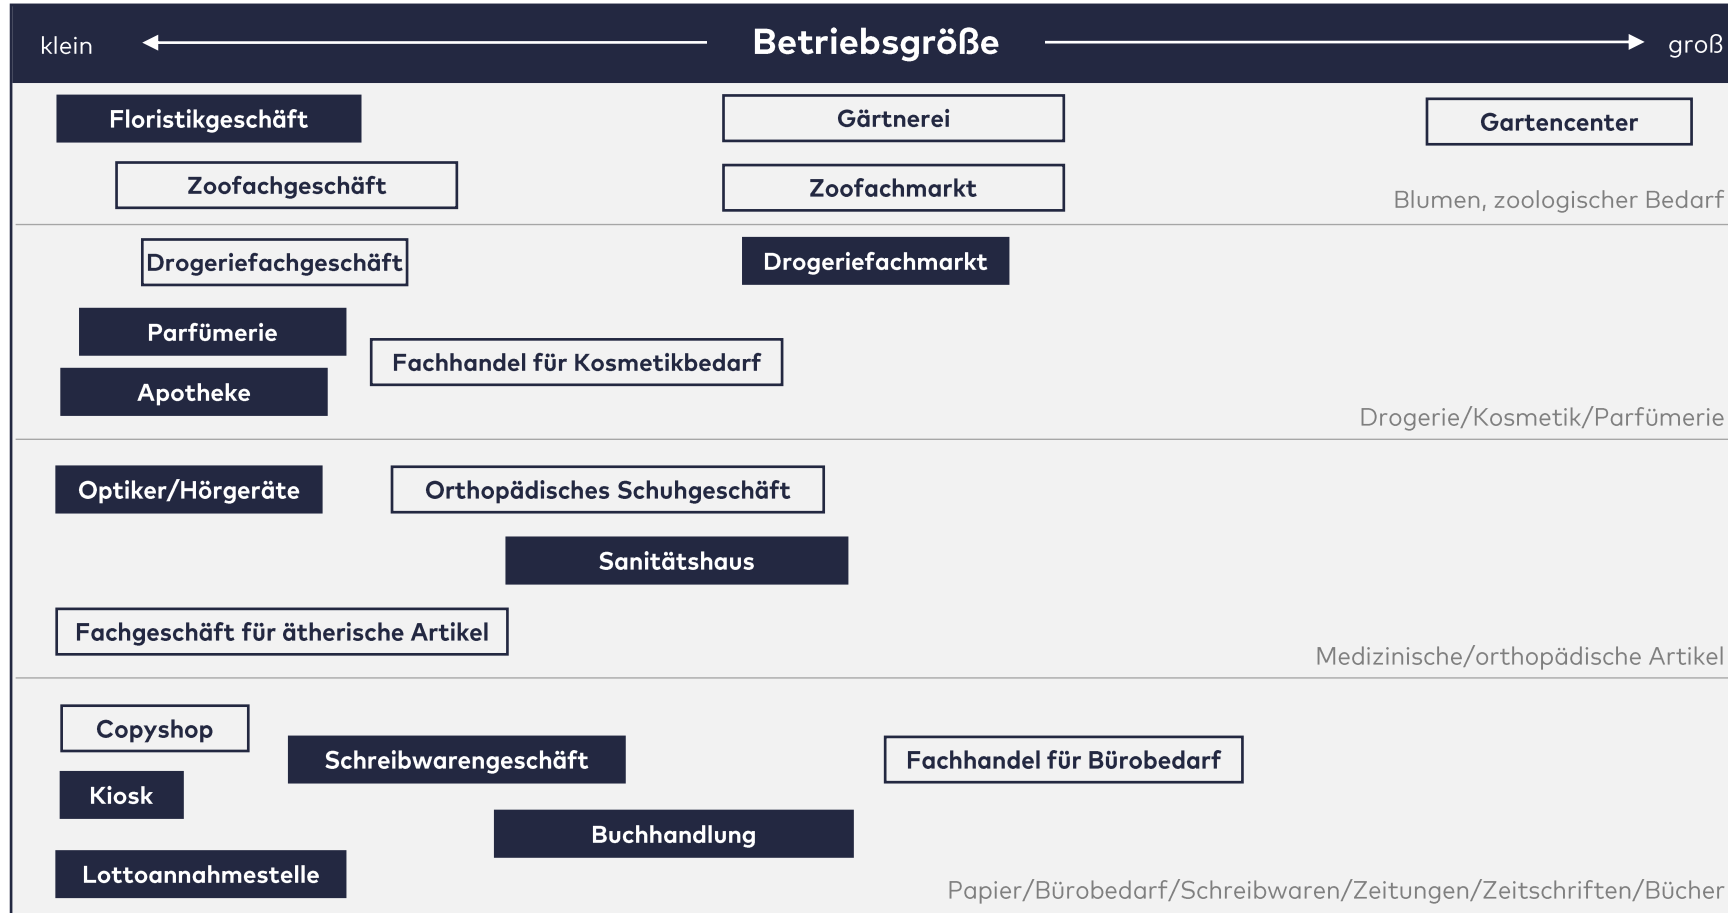 klein
Betriebsgröße
groß
Floristikgeschäft
Gärtnerei
Gartencenter
Zoofachgeschäft
Zoofachmarkt
Blumen, zoologischer Bedarf
Drogeriefachgeschäft
Drogeriefachmarkt
Parfümerie
Fachhandel für Kosmetikbedarf
Apotheke
Drogerie/Kosmetik/Parfümerie
Optiker/Hörgeräte
Orthopädisches Schuhgeschäft
Sanitätshaus
Fachgeschäft für ätherische Artikel
Medizinische/orthopädische Artikel
Copyshop
Schreibwarengeschäft
Fachhandel für Bürobedarf
Kiosk
Buchhandlung
Lottoannahmestelle
Papier/Bürobedarf/Schreibwaren/Zeitungen/Zeitschriften/Bücher